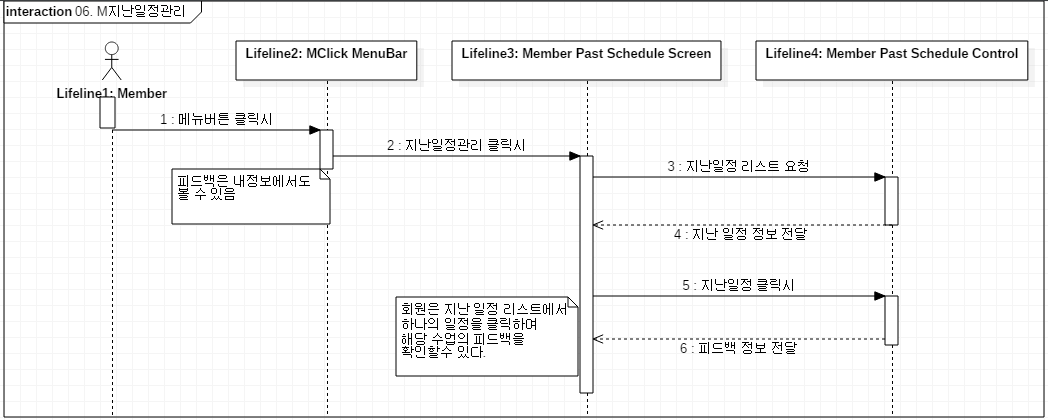 interaction 06. M지난일정관리
Lifeline1: Member
Lifeline2: MClick MenuBar
Lifeline3: Member Past Schedule Screen
Lifeline4: Member Past Schedule Control
1 : 메뉴버튼 클릭시
2 : 지난일정관리 클릭시
3 : 지난일정 리스트 요청
피드백은 내정보에서도
볼 수 있음
4 : 지난 일정 정보 전달
5 : 지난일정 클릭시
회원은 지난 일정 리스트에서
하나의 일정을 클릭하며
해당 수업의 피드백을
확인할수 있다.
6 : 피드백 정보 전달